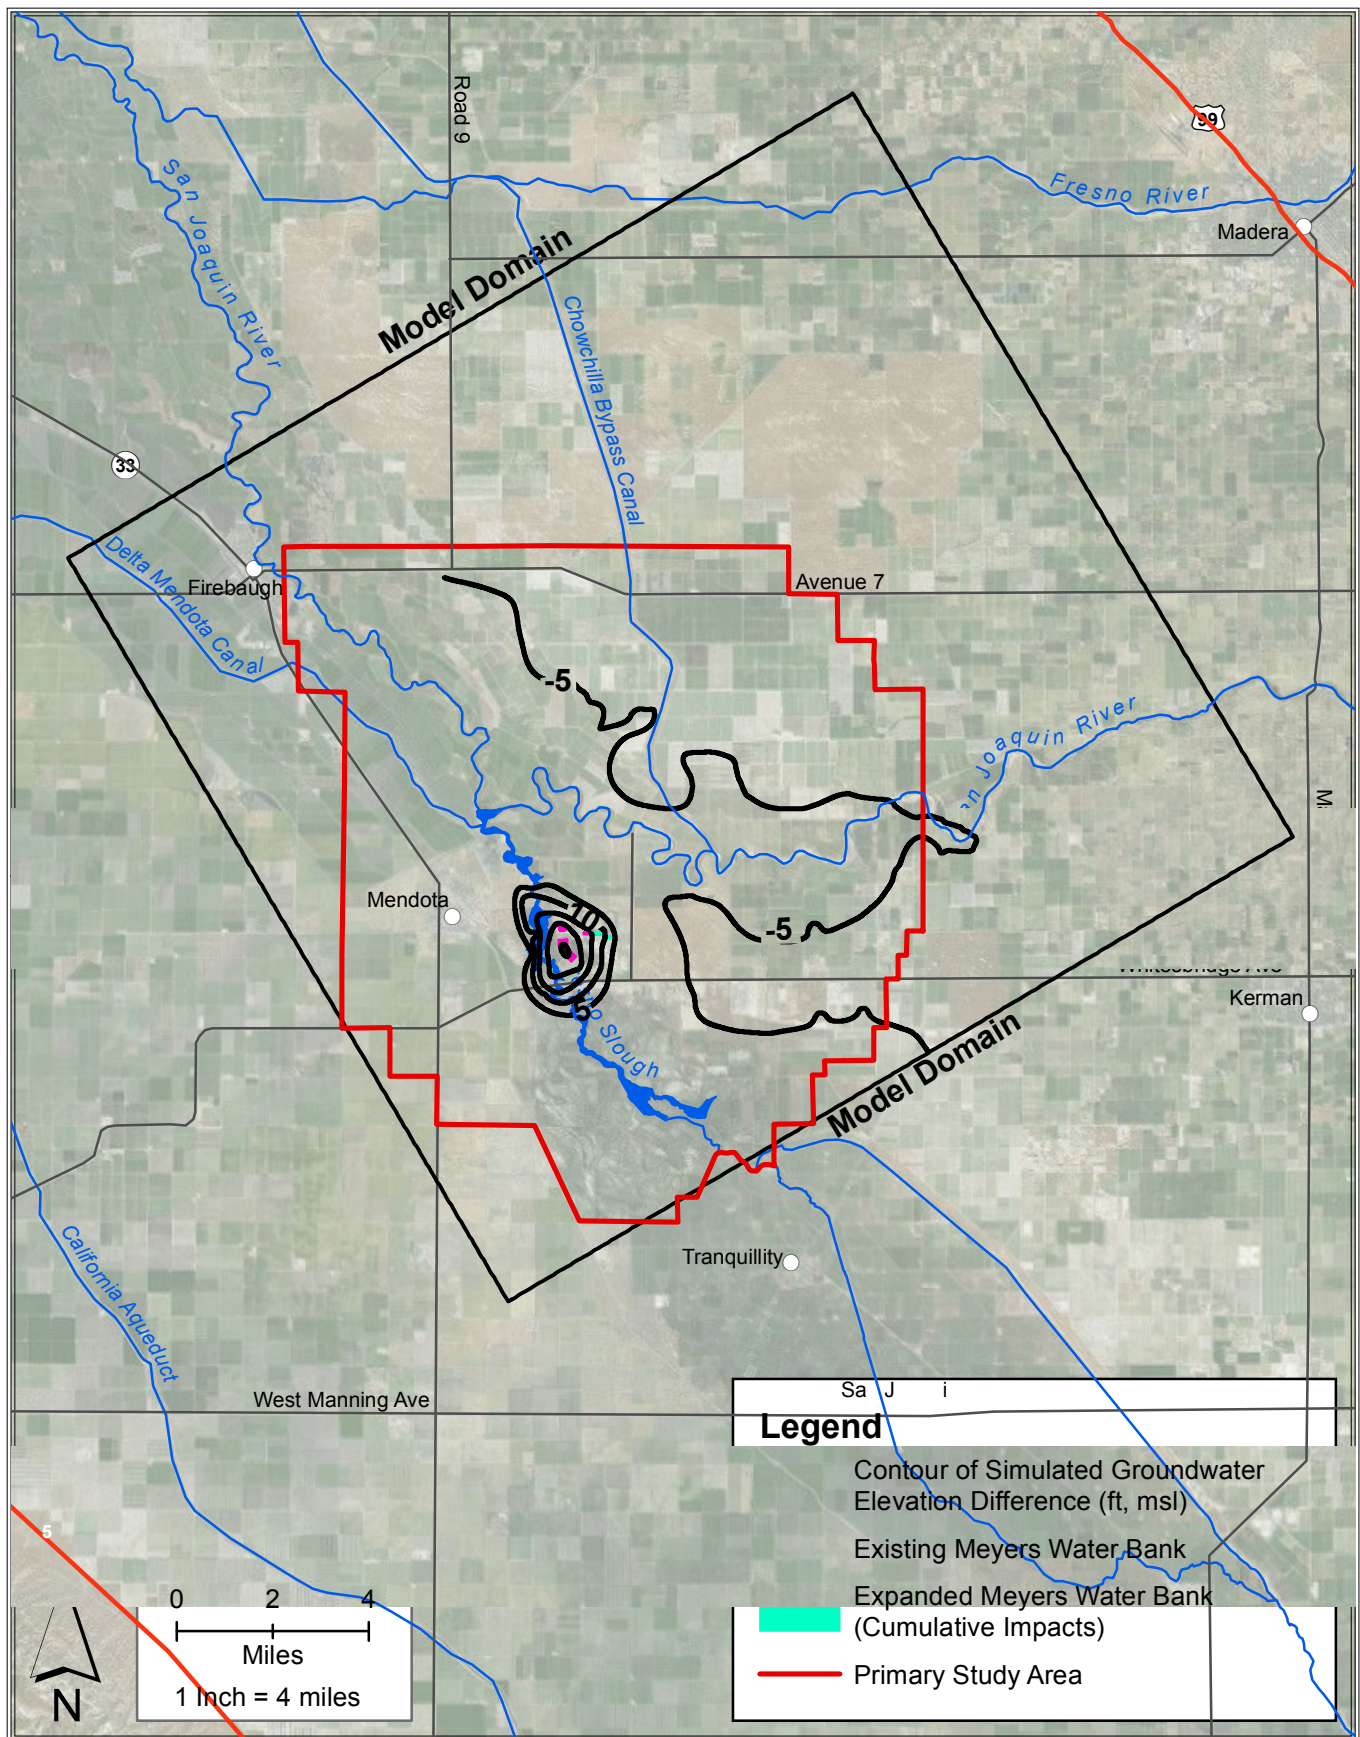 Road 9
99
San Joaquin River
Fresno River
Madera
Model Domain
Chowchilla Bypass Canal
33
Delta Mendota Canal
Firebaugh
Avenue 7
-5
San Joaquin River
Mendota
10
-5
5
Slough
Kerman
Model Domain
Tranquillity
California Aqueduct
West Manning Ave
Legend
Contour of Simulated Groundwater
Elevation Difference (ft, msl)
Existing Meyers Water Bank
Expanded Meyers Water Bank
(Cumulative Impacts)
Primary Study Area
5
0 2 4
Miles
1 Inch = 4 miles
N